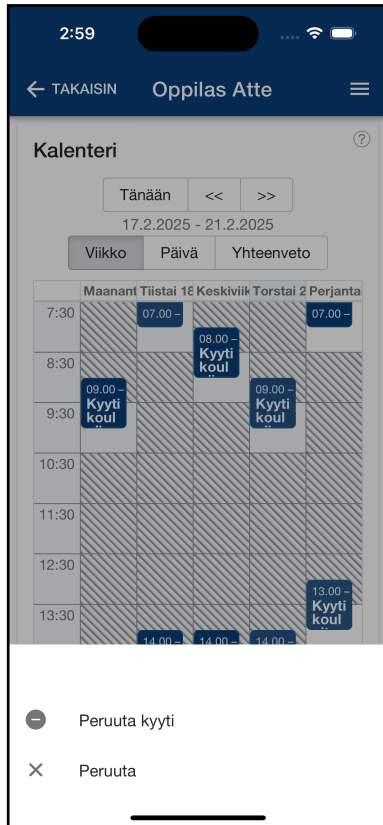 2:59
TAKAISIN Oppilas Atte
Kalenteri
?
Tänään << >>
17.2.2025 - 21.2.2025
Viikko Päivä Yhteenveto
Maanant Tiistai 18 Keskiviik Torstai 2 Perjanta
7:30 07.00 – 07.00 –
08.00 –
Kyyti
koul
8:30
09.00 – 09.00 –
Kyyti Kyyti
9:30 koul koul
10:30
11:30
12:30
13.00 –
Kyyti
13:30 koul
14.00 – 14.00 – 14.00 –
Peruuta kyyti
Peruuta